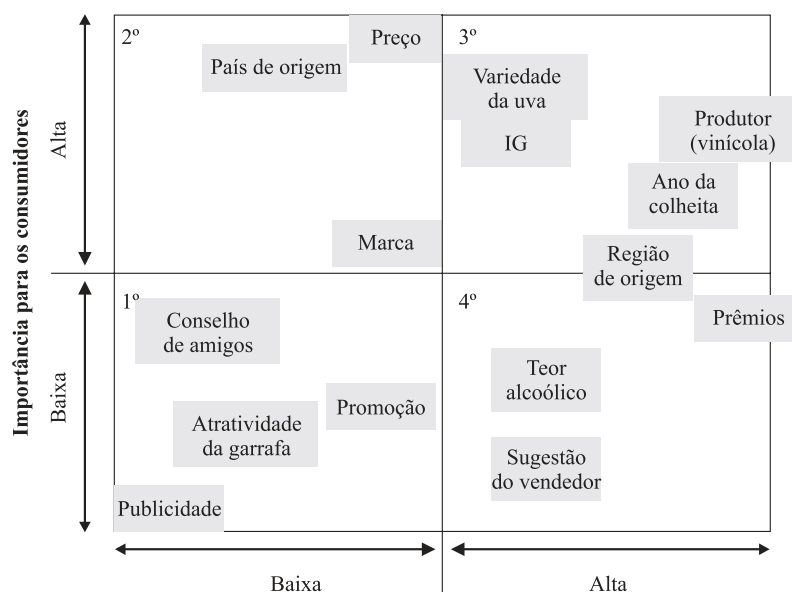 2º
Preço
3º
País de origem
Variedade
da uva
IG
Produtor
(vinícola)
Ano da
colheita
Marca
Região
de origem
1º
Conselho
de amigos
4º
Prêmios
Teor
alcoólico
Promoção
Atratividade
da garrafa
Sugestão
do vendedor
Publicidade
Importância para os consumidores
Alta
Baixa
Baixa
Alta